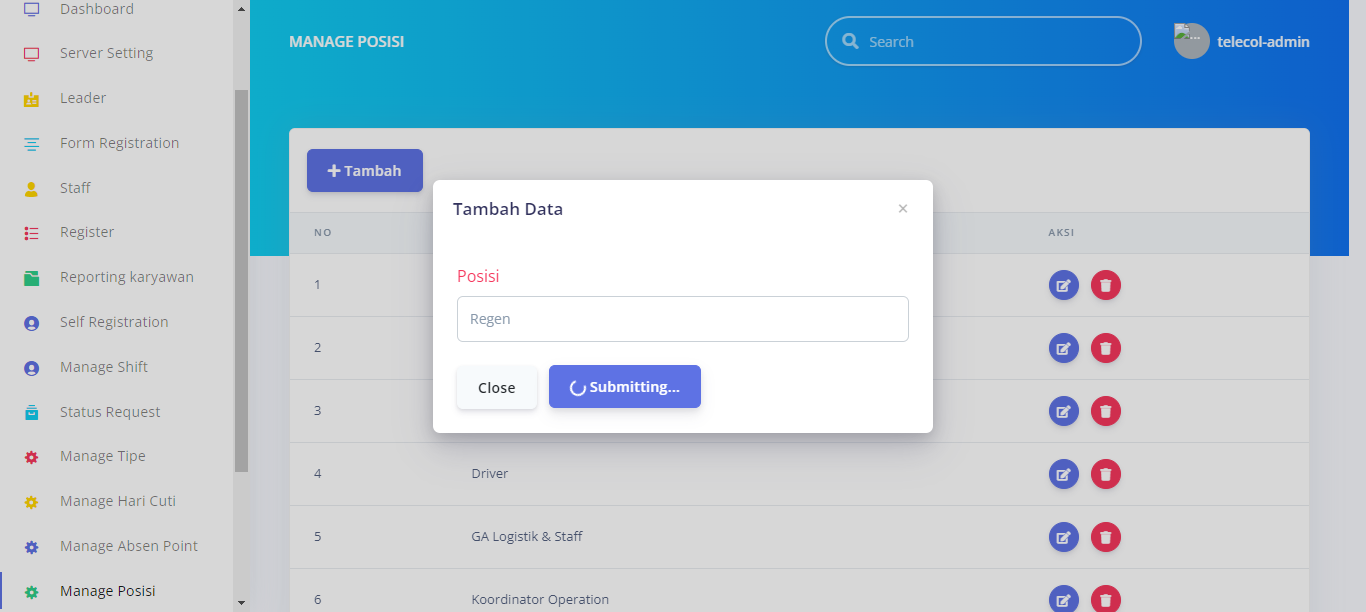 Dashboard
Server Setting
Leader
Form Registration
Staff
Register
Reporting karyawan
Self Registration
Manage Shift
Status Request
Manage Tipe
Manage Hari Cuti
Manage Absen Point
Manage Posisi
MANAGE POSISI
Search
...
telecol-admin
Tambah
NO
AKSI
1
2
3
4
Driver
5
GA Logistik & Staff
6
Koordinator Operation
Tambah Data
×
Posisi
Regen
Close
Submitting...